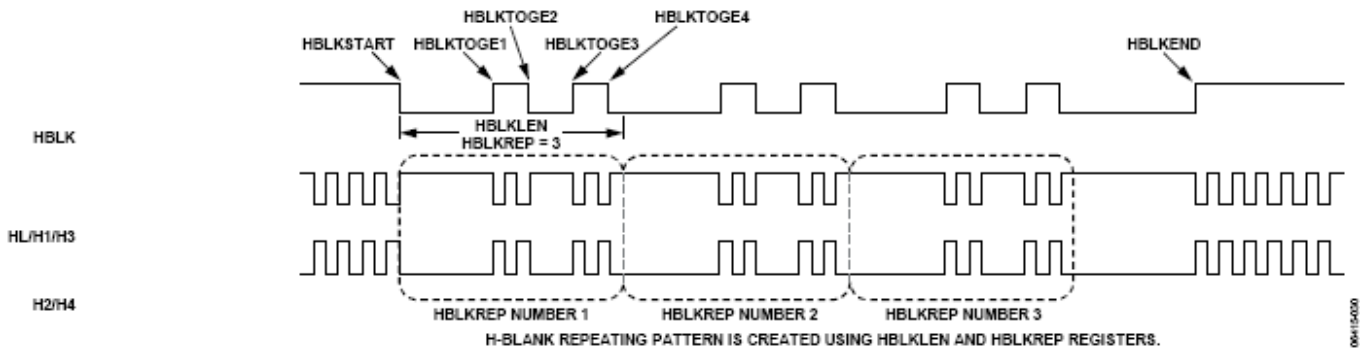 HBLKTOGE2 HBLKTOGE4
HBLKSTART HBLKTOGE1 HBLKTOGE3 HBLKEND
HBLK
HBLKLEN
HBLKREP = 3
HL/H1/H3
H2/H4
HBLKREP NUMBER 1 HBLKREP NUMBER 2 HBLKREP NUMBER 3
H-BLANK REPEATING PATTERN IS CREATED USING HBLKLEN AND HBLKREP REGISTERS.